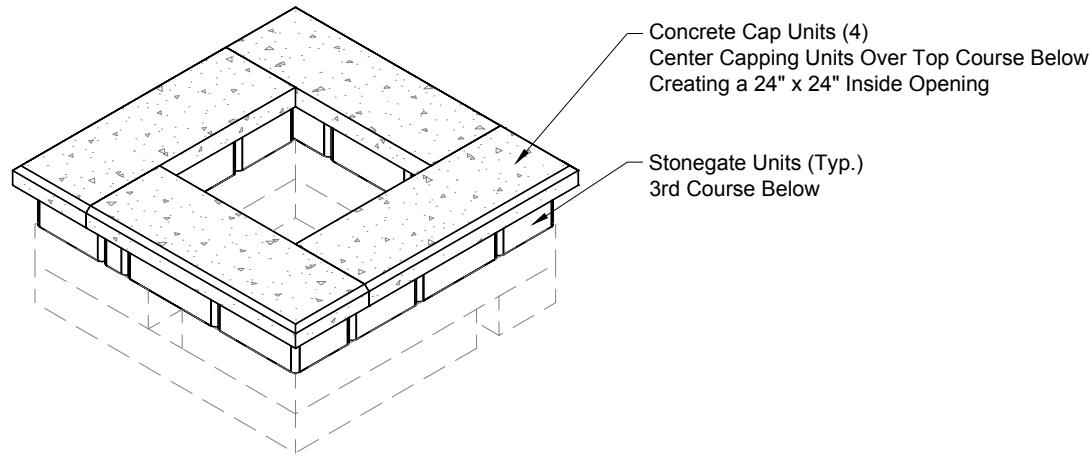 Concrete Cap Units (4)
Center Capping Units Over Top Course Below
Creating a 24" x 24" Inside Opening
Stonegate Units (Typ.)
3rd Course Below